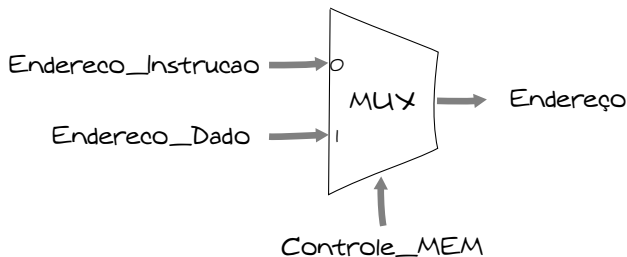 Endereco_Instrucao
0
MUX
Endereço
Endereco_Dado
1
Controle_MEM